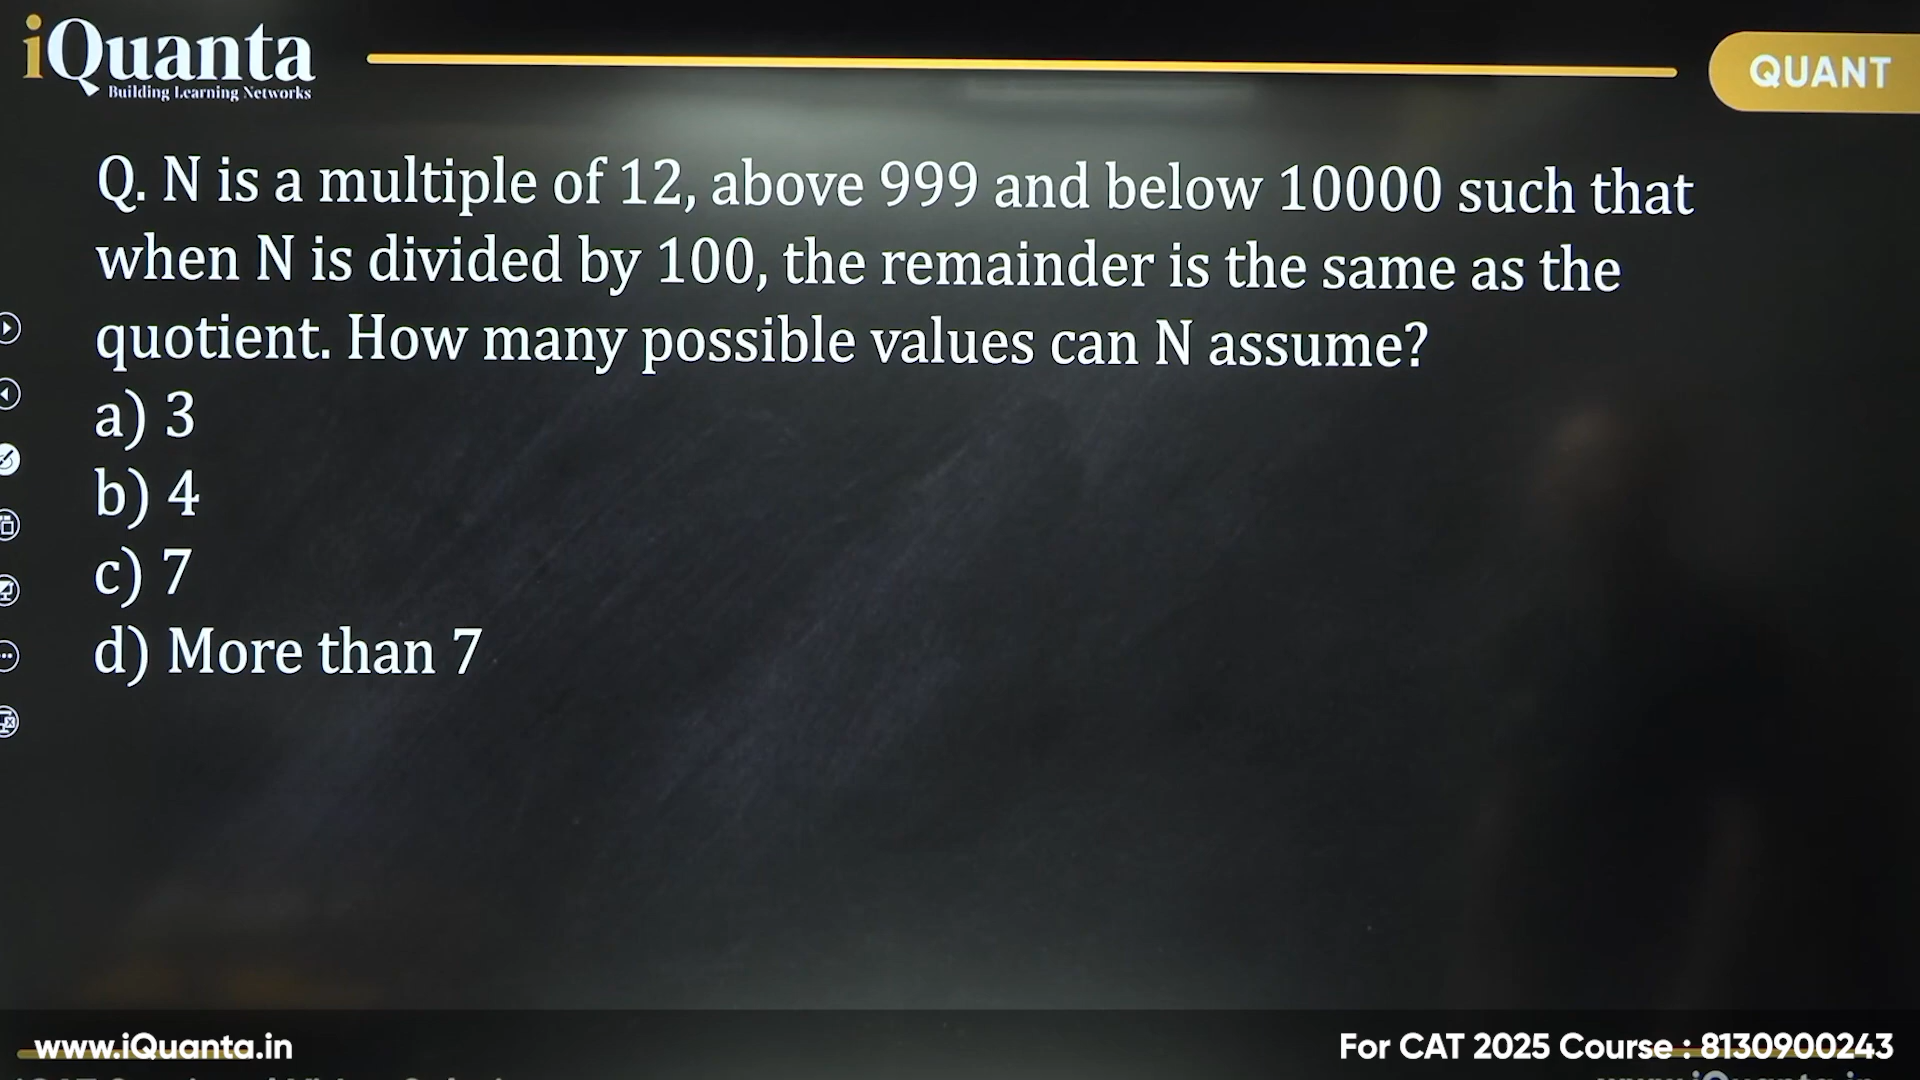 iQuanta
Building Learning Networks
QUANT
Q. N is a multiple of 12, above 999 and below 10000 such that
when N is divided by 100, the remainder is the same as the
quotient. How many possible values can N assume?
a) 3
b) 4
c) 7
d) More than 7
www.iQuanta.in
For CAT 2025 Course : 8130900243